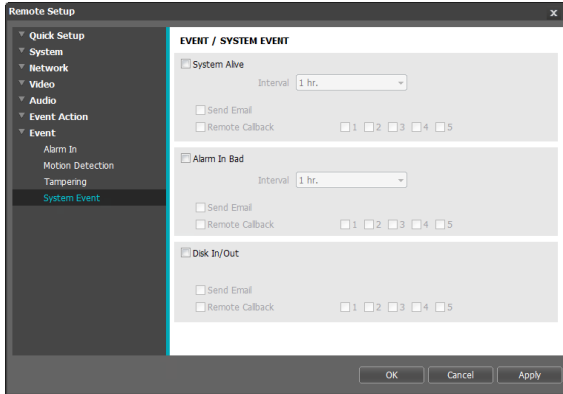 Remote Setup x
Quick Setup
System
Network
Video
Audio
Event Action
Event
Alarm In
Motion Detection
Tampering
System Event
EVENT / SYSTEM EVENT
System Alive
Interval 1 hr.
Send Email
Remote Callback 1 2 3 4 5
Alarm In Bad
Interval 1 hr.
Send Email
Remote Callback 1 2 3 4 5
Disk In/Out
Send Email
Remote Callback 1 2 3 4 5
OK Cancel Apply